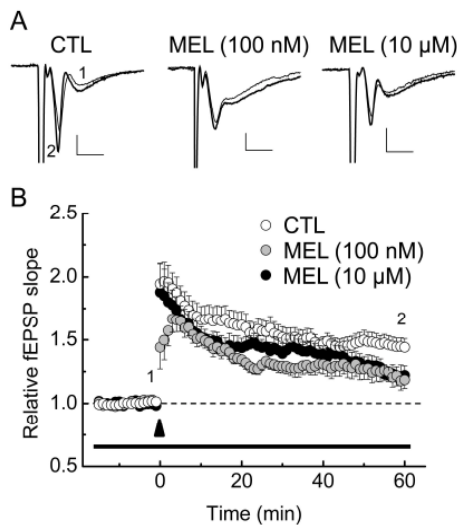 A
CTL
MEL (100 nM)
MEL (10 µM)
1
2
B
2.5
2.0
1.5
1.0
0.5
Relative fEPSP slope
CTL
MEL (100 nM)
MEL (10 µM)
1
2
0
20
40
60
Time (min)